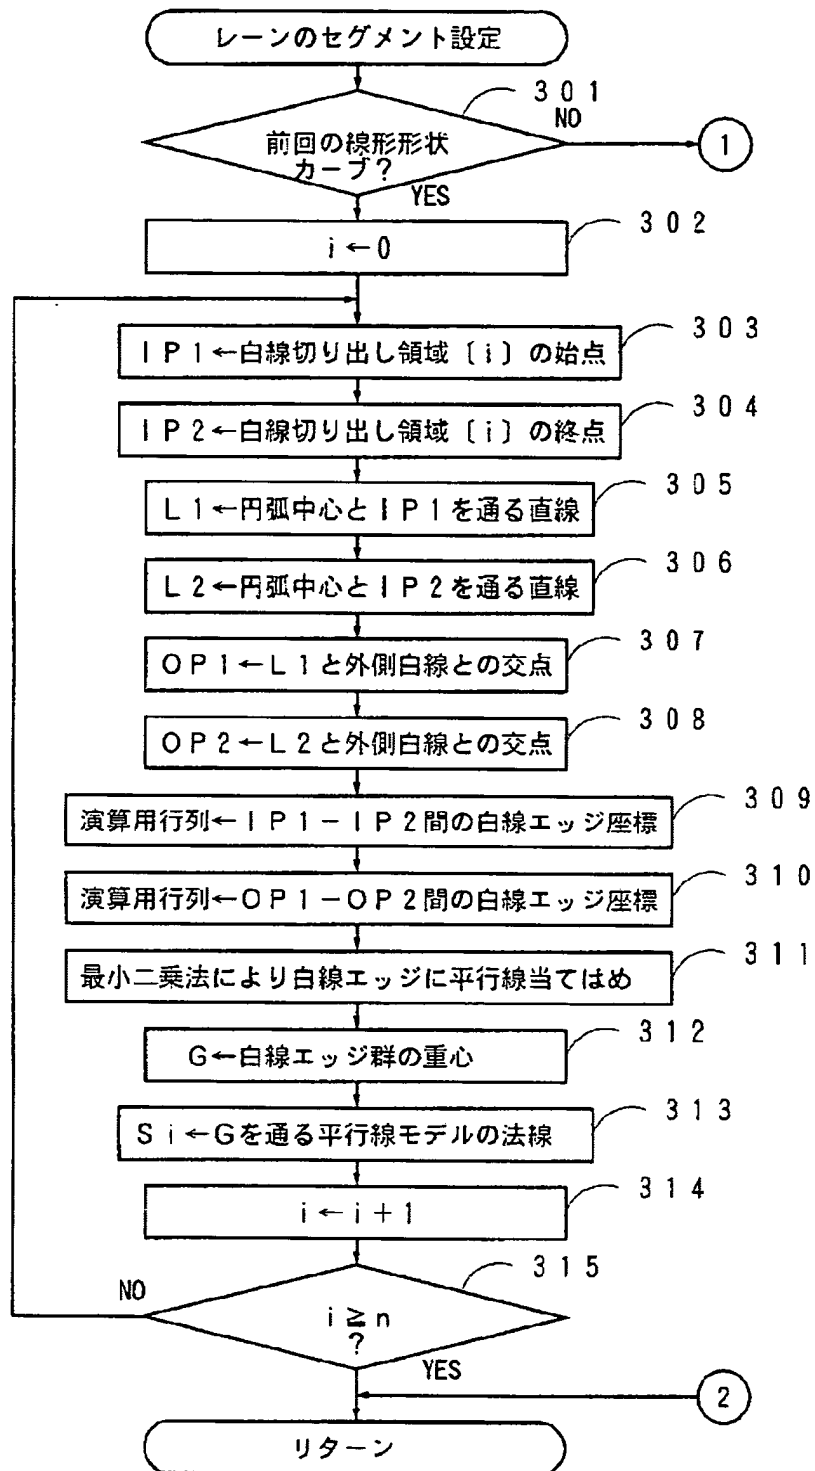 レーンのセグメント設定
301
NO
前回の線形形状
カーブ?
1
YES
302
i←0
303
IP1←白線切り出し領域〔i〕の始点
304
IP2←白線切り出し領域〔i〕の終点
305
L1←円弧中心とIP1を通る直線
306
L2←円弧中心とIP2を通る直線
307
OP1←L1と外側白線との交点
308
OP2←L2と外側白線との交点
309
演算用行列←IP1-IP2間の白線エッジ座標
310
演算用行列←OP1-OP2間の白線エッジ座標
311
最小二乗法により白線エッジに平行線当てはめ
312
G←白線エッジ群の重心
313
Si←Gを通る平行線モデルの法線
314
i←i+1
315
NO
i≧n
?
YES
2
リターン